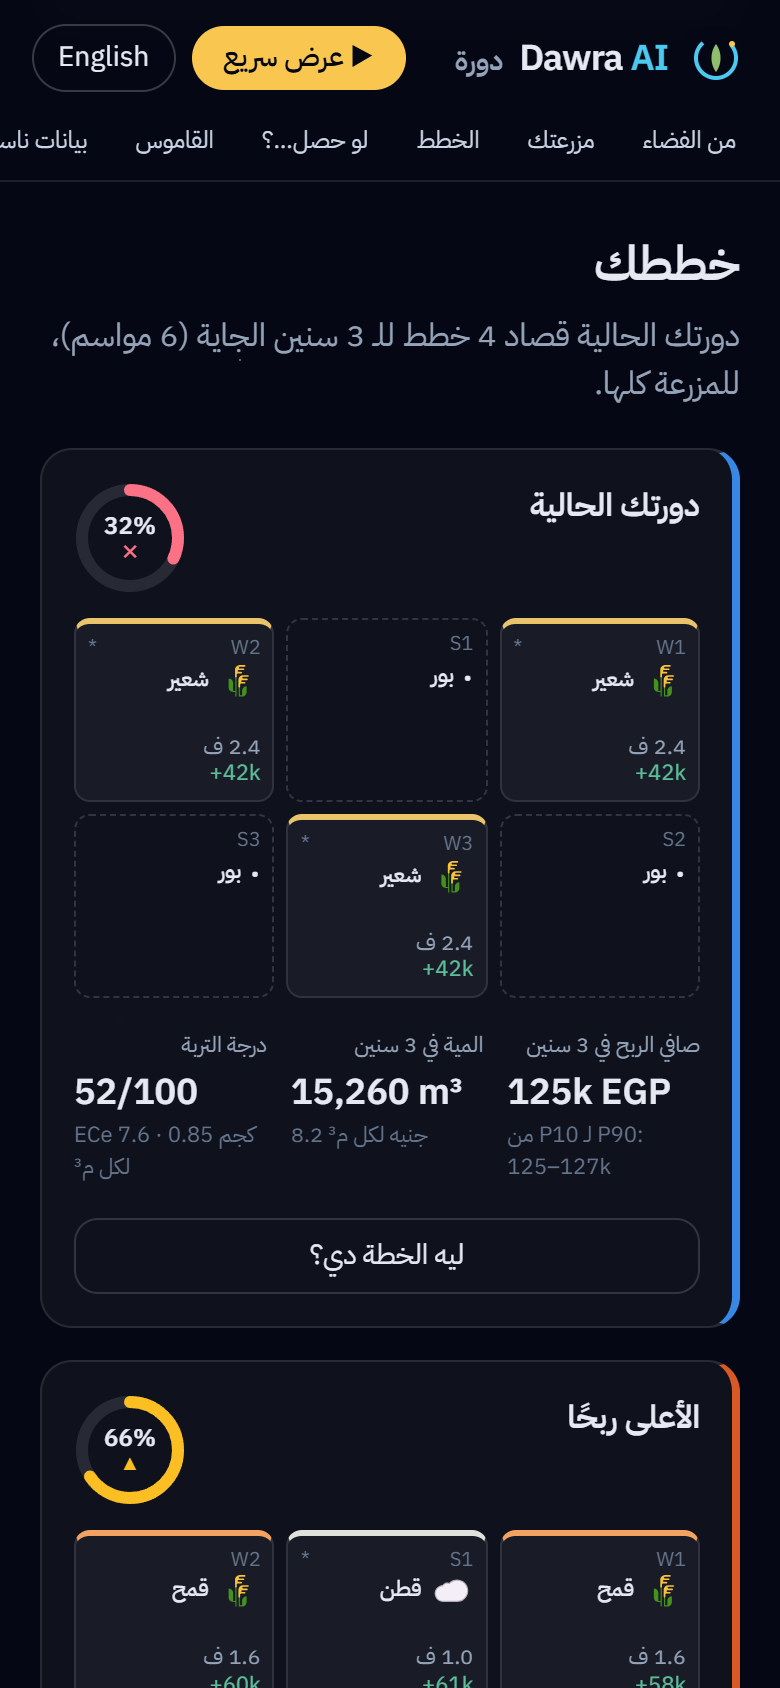 Dawra AI دورة
▶ عرض سريع
English
من الفضاء
مزرعتك
الخطط
لو حصل...؟
القاموس
بيانات ناس
خططك
دورتك الحالية قصاد 4 خطط للـ 3 سنين الجاية (6 مواسم)،
للمزرعة كلها.
دورتك الحالية
32%
×
W1 *
شعير
2.4 ف
+42k
S1
• بور
W2 *
شعير
2.4 ف
+42k
S2
• بور
W3 *
شعير
2.4 ف
+42k
S3
• بور
صافي الربح في 3 سنين
125k EGP
من P10 لـ P90:
125–127k
المية في 3 سنين
15,260 m³
8.2 جنيه لكل م³
درجة التربة
52/100
ECe 7.6 · 0.85 كجم
لكل م³
ليه الخطة دي؟
الأعلى ربحًا
66%
▲
W1
قمح
1.6 ف
+58k
S1 *
قطن
1.0 ف
+61k
W2
قمح
1.6 ف
+60k